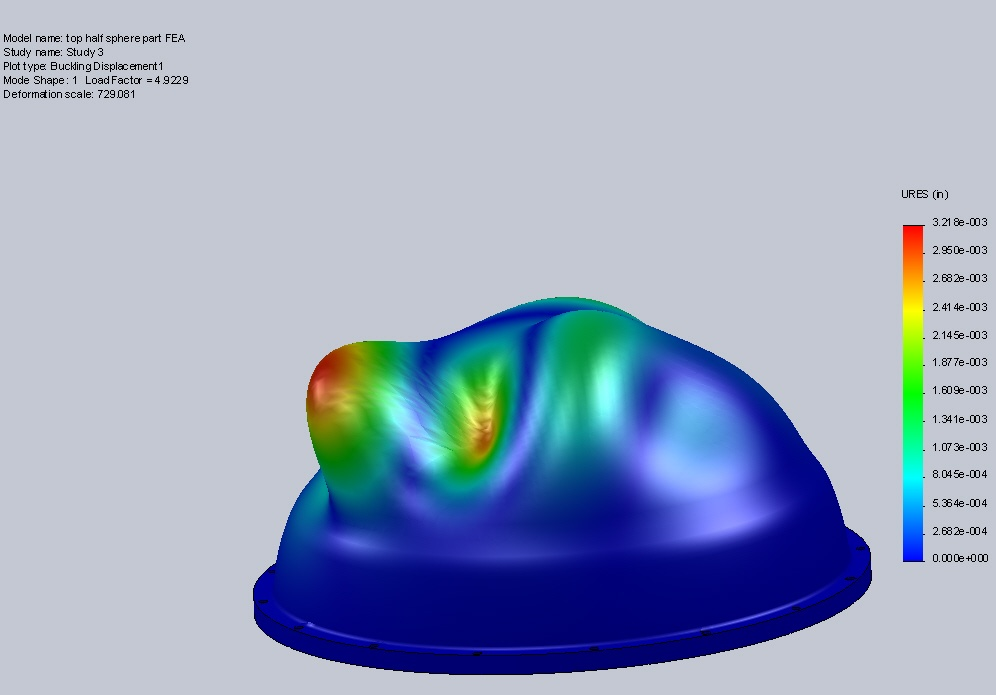 Model name: top half sphere part FEA
Study name: Study 3
Plot type: Buckling Displacement1
Mode Shape : 1 Load Factor = 4.9229
Deformation scale: 729.081
URES (in)
3.218e-003
2.950e-003
2.682e-003
2.414e-003
2.145e-003
1.877e-003
1.609e-003
1.341e-003
1.073e-003
8.045e-004
5.364e-004
2.682e-004
0.000e+000